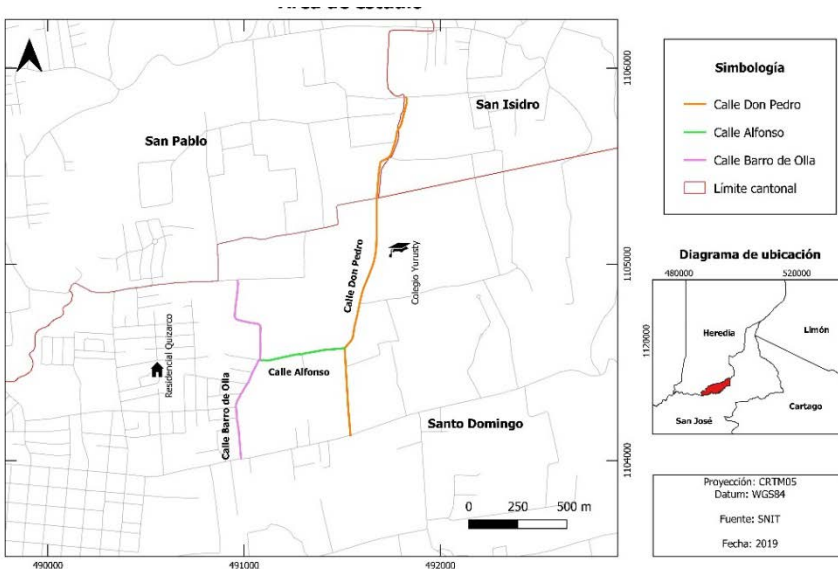 Área de estudio
San Isidro
San Pablo
Calle Don Pedro
Colegio Yurusty
Residencial Quizarco
Calle Alfonso
Calle Barro de Olla
Santo Domingo
0 250 500 m
490000
491000
492000
1106000
1105000
1104000
Simbología
Calle Don Pedro
Calle Alfonso
Calle Barro de Olla
Límite cantonal
Diagrama de ubicación
480000
520000
1120000
Heredia
Limón
Cartago
San José
Proyección: CRTM05
Datum: WGS84
Fuente: SNIT
Fecha: 2019